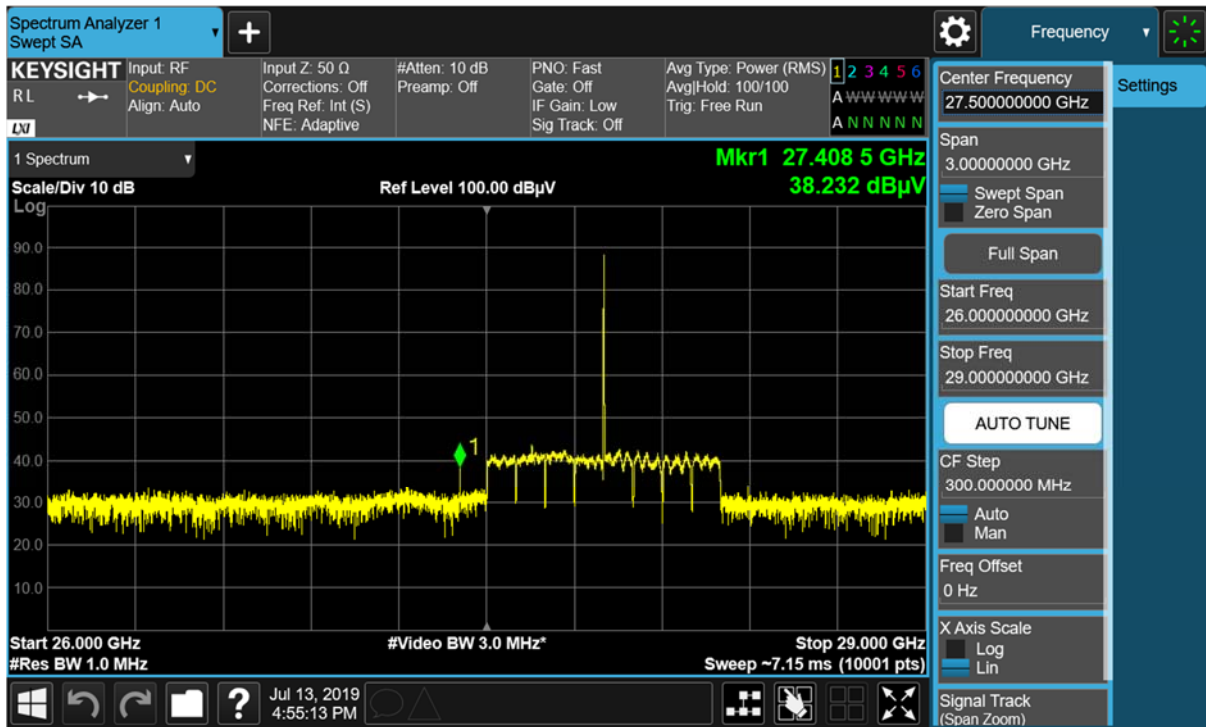 Spectrum Analyzer 1
Swept SA
Frequency
KEYSIGHT
R L
LXI
Input: RF
Coupling: DC
Align: Auto
Input Z: 50 Ω
Corrections: Off
Freq Ref: Int (S)
NFE: Adaptive
#Atten: 10 dB
Preamp: Off
PNO: Fast
Gate: Off
IF Gain: Low
Sig Track: Off
Avg Type: Power (RMS)
Avg|Hold: 100/100
Trig: Free Run
1 2 3 4 5 6
A W W W W W
A N N N N N
Center Frequency
27.500000000 GHz
Settings
Span
3.00000000 GHz
Swept Span
Zero Span
Full Span
Start Freq
26.000000000 GHz
Stop Freq
29.000000000 GHz
AUTO TUNE
CF Step
300.000000 MHz
Auto
Man
Freq Offset
0 Hz
X Axis Scale
Log
Lin
Signal Track
(Span Zoom)
1 Spectrum
Mkr1 27.408 5 GHz
38.232 dBµV
Scale/Div 10 dB
Ref Level 100.00 dBµV
Log
90.0
80.0
70.0
60.0
50.0
40.0
30.0
20.0
10.0
1
Start 26.000 GHz
#Video BW 3.0 MHz*
Stop 29.000 GHz
#Res BW 1.0 MHz
Sweep ~7.15 ms (10001 pts)
?
Jul 13, 2019
4:55:13 PM